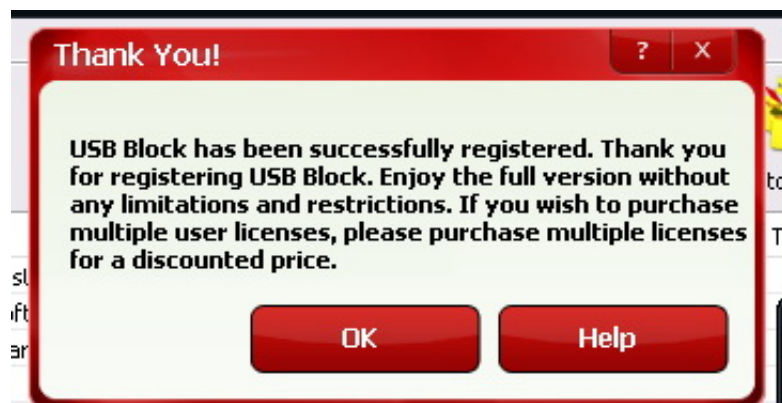 Thank You!
? X
USB Block has been successfully registered. Thank you
for registering USB Block. Enjoy the full version without
any limitations and restrictions. If you wish to purchase
multiple user licenses, please purchase multiple licenses
for a discounted price.
OK Help